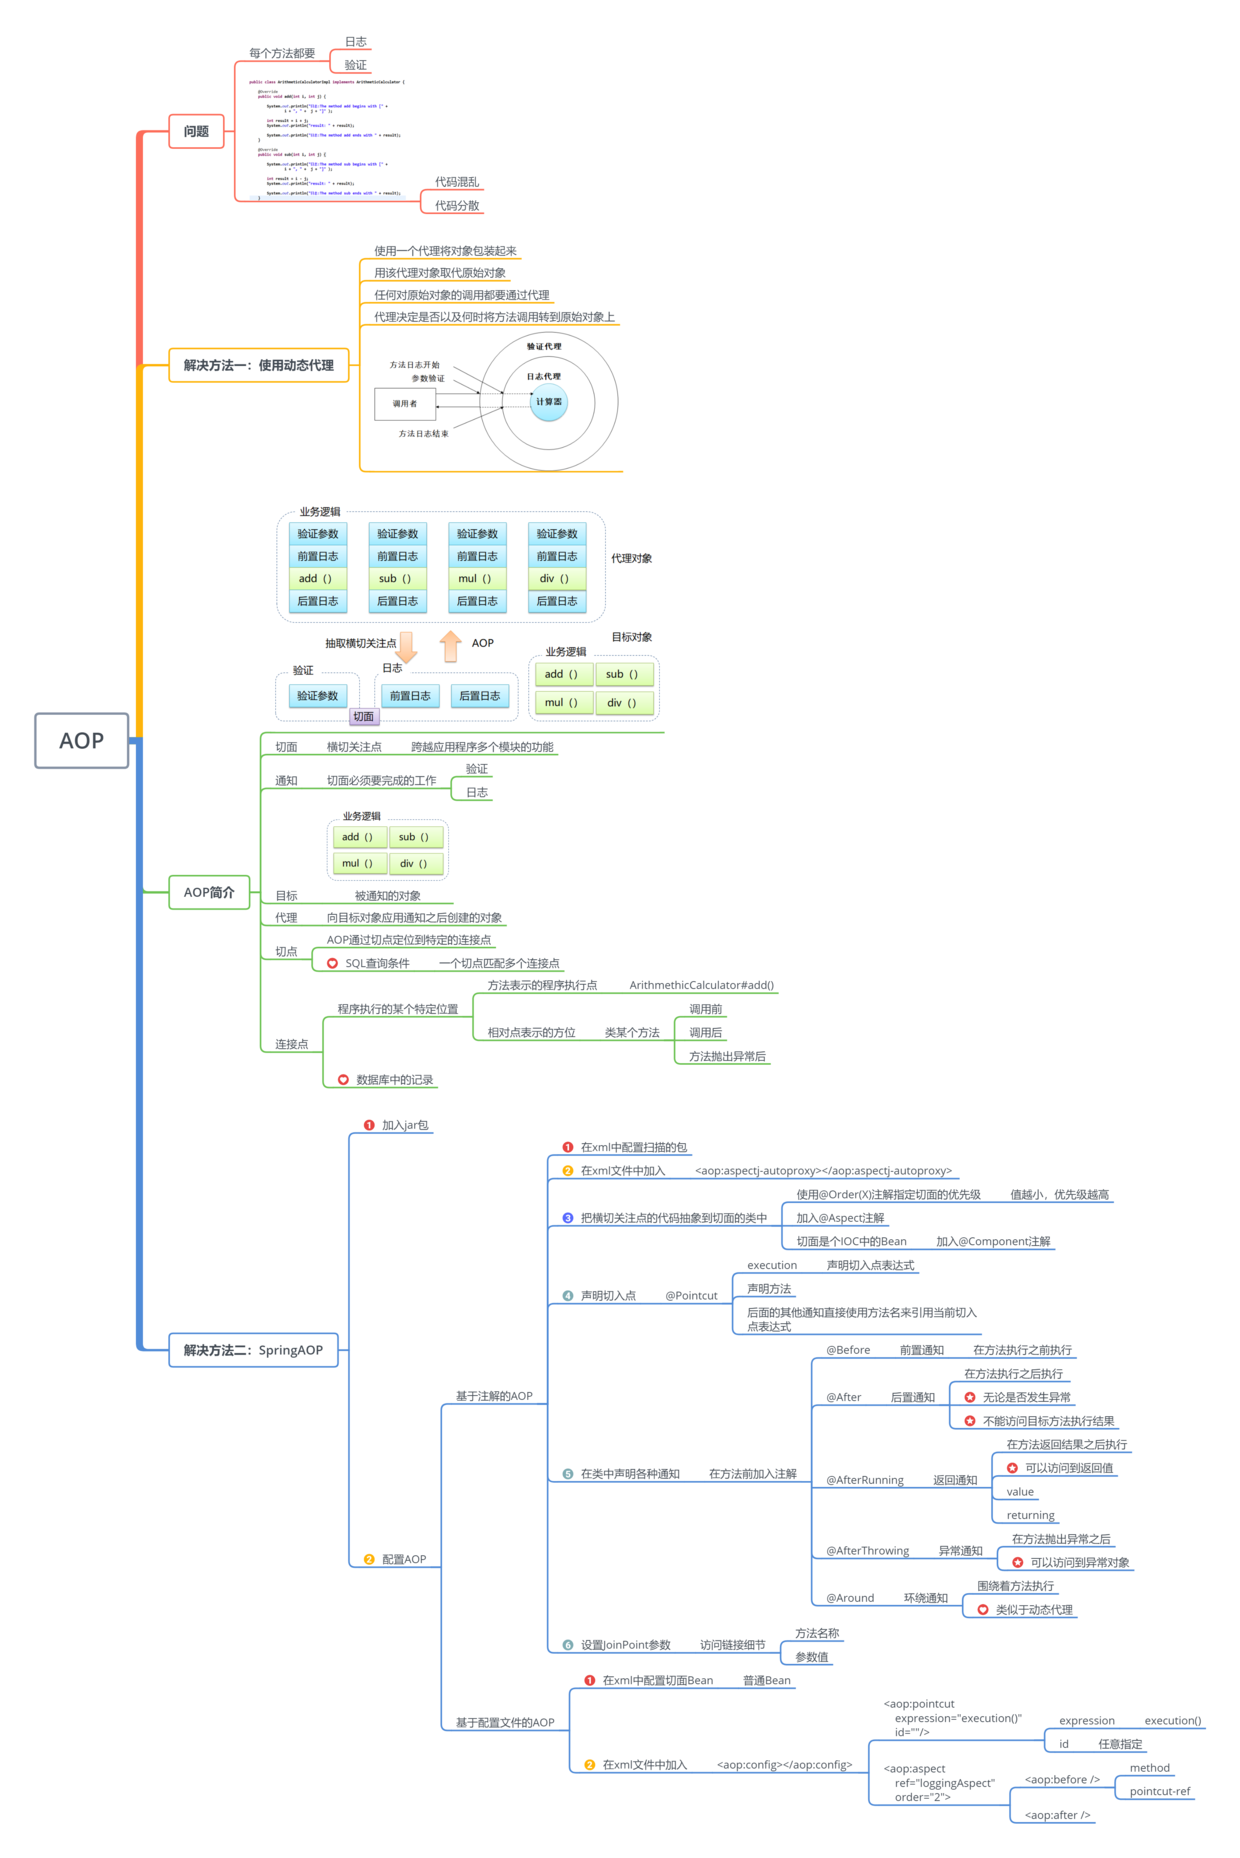 AOP
问题
每个方法都要
日志
验证
public class ArithmeticCalculatorImpl implements ArithmeticCalculator {
@Override
public void add(int i, int j) {
System.out.println("ZLE:The method add begins with [" +
i + ", " + j + "]" );
int result = i + j;
System.out.println("result: " + result);
System.out.println("ZLE:The method add ends with " + result);
}
@Override
public void sub(int i, int j) {
System.out.println("ZLE:The method sub begins with [" +
i + ", " + j + "]" );
int result = i - j;
System.out.println("result: " + result);
System.out.println("ZLE:The method sub ends with " + result);
}
代码混乱
代码分散
解决方法一：使用动态代理
使用一个代理将对象包装起来
用该代理对象取代原始对象
任何对原始对象的调用都要通过代理
代理决定是否以及何时将方法调用转到原始对象上
验证代理
方法日志开始
日志代理
参数验证
调用者
计算器
方法日志结束
AOP简介
业务逻辑
验证参数 验证参数 验证参数 验证参数
前置日志 前置日志 前置日志 前置日志
代理对象
add（） sub（） mul（） div（）
后置日志 后置日志 后置日志 后置日志
抽取横切关注点
AOP
目标对象
业务逻辑
add（） sub（）
mul（） div（）
验证
日志
验证参数
前置日志
后置日志
切面
切面 横切关注点 跨越应用程序多个模块的功能
通知 切面必须要完成的工作
验证
日志
业务逻辑
add（） sub（）
mul（） div（）
目标 被通知的对象
代理 向目标对象应用通知之后创建的对象
切点
AOP通过切点定位到特定的连接点
SQL查询条件 一个切点匹配多个连接点
连接点
程序执行的某个特定位置
方法表示的程序执行点 ArithmethicCalculator#add()
相对点表示的方位 类某个方法
调用前
调用后
方法抛出异常后
数据库中的记录
解决方法二：SpringAOP
1 加入jar包
2 配置AOP
基于注解的AOP
1 在xml中配置扫描的包
2 在xml文件中加入 <aop:aspectj-autoproxy></aop:aspectj-autoproxy>
3 把横切关注点的代码抽象到切面的类中
使用@Order(X)注解指定切面的优先级 值越小，优先级越高
加入@Aspect注解
切面是个IOC中的Bean 加入@Component注解
4 声明切入点 @Pointcut
execution 声明切入点表达式
声明方法
后面的其他通知直接使用方法名来引用当前切入
点表达式
5 在类中声明各种通知 在方法前加入注解
@Before 前置通知 在方法执行之前执行
@After 后置通知
在方法执行之后执行
无论是否发生异常
不能访问目标方法执行结果
@AfterRunning 返回通知
在方法返回结果之后执行
可以访问到返回值
value
returning
@AfterThrowing 异常通知
在方法抛出异常之后
可以访问到异常对象
@Around 环绕通知
围绕着方法执行
类似于动态代理
6 设置JoinPoint参数 访问链接细节
方法名称
参数值
基于配置文件的AOP
1 在xml中配置切面Bean 普通Bean
2 在xml文件中加入 <aop:config></aop:config>
<aop:pointcut
expression="execution()"
id=""/>
expression execution()
id 任意指定
<aop:aspect
ref="loggingAspect"
order="2">
<aop:before />
method
pointcut-ref
<aop:after />